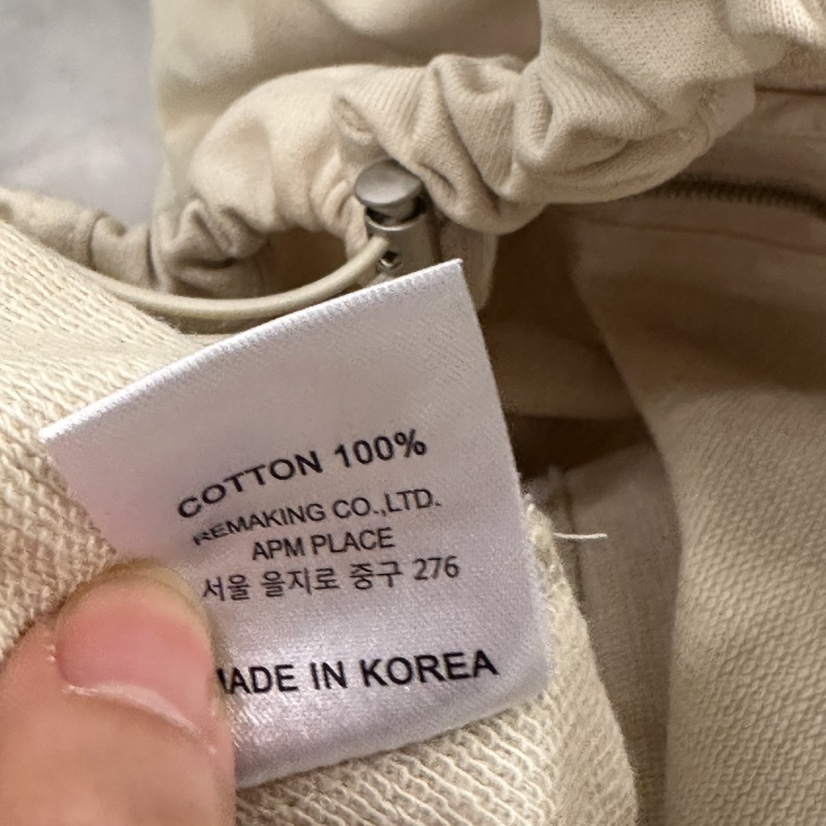 COTTON 100%
REMAKING CO.,LTD.
APM PLACE
서울 을지로 중구 276
MADE IN KOREA